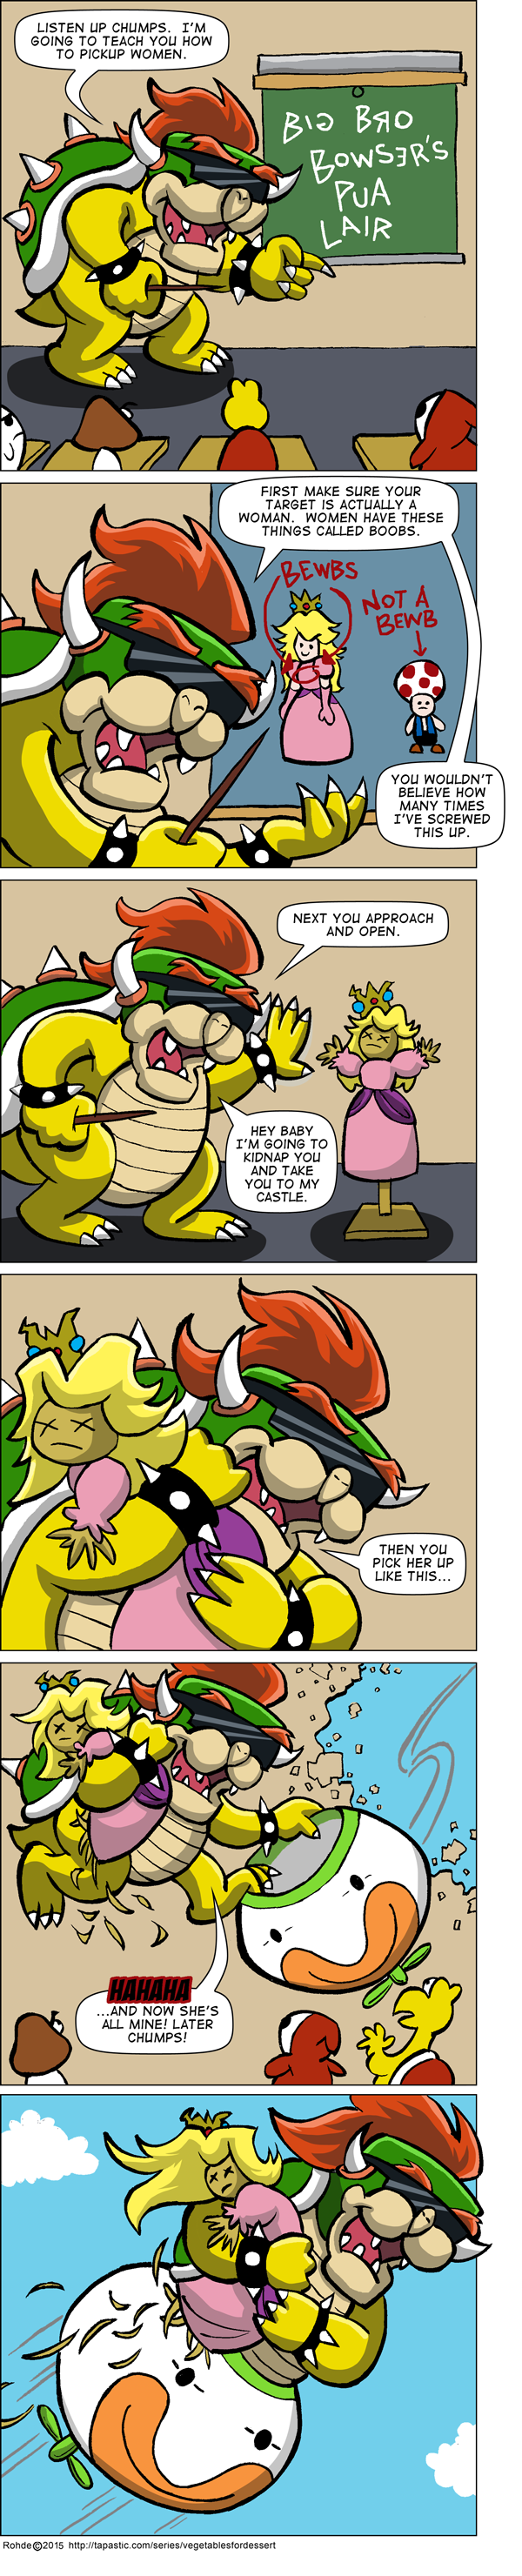 LISTEN UP CHUMPS. I'M
GOING TO TEACH YOU HOW
TO PICKUP WOMEN.
BIG BRO
BOWSER'S
PUA
LAIR
FIRST MAKE SURE YOUR
TARGET IS ACTUALLY A
WOMAN. WOMEN HAVE THESE
THINGS CALLED BOOBS.
BEWBS
NOT A
BEWB
YOU WOULDN'T
BELIEVE HOW
MANY TIMES
I'VE SCREWED
THIS UP.
NEXT YOU APPROACH
AND OPEN.
HEY BABY
I'M GOING TO
KIDNAP YOU
AND TAKE
YOU TO MY
CASTLE.
THEN YOU
PICK HER UP
LIKE THIS...
HAHAHA
...AND NOW SHE'S
ALL MINE! LATER
CHUMPS!
Rohde©2015 http://tapastic.com/series/vegetablesfordessert